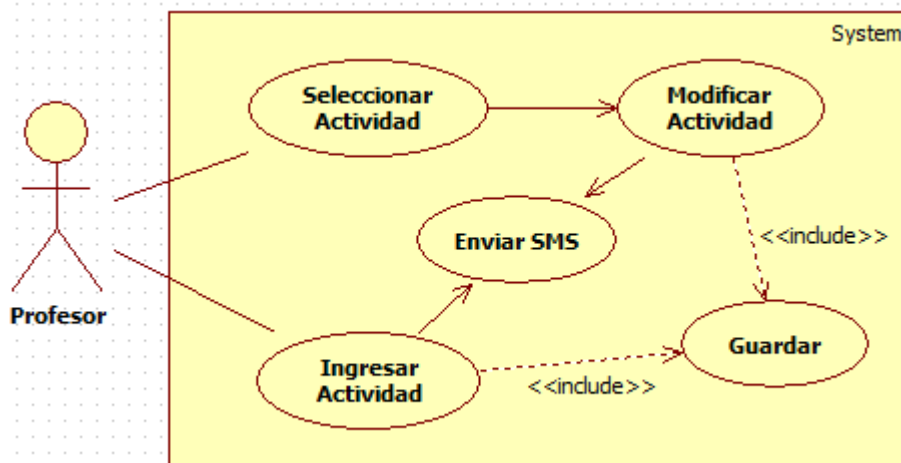 System
Seleccionar
Actividad
Modificar
Actividad
Enviar SMS
<<include>>
Profesor
Ingresar
Actividad
<<include>>
Guardar